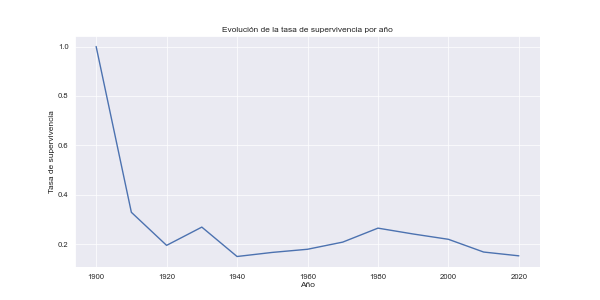 Evolución de la tasa de supervivencia por año
1.0
0.8
0.6
0.4
0.2
Tasa de supervivencia
1900 1920 1940 1960 1980 2000 2020
Año